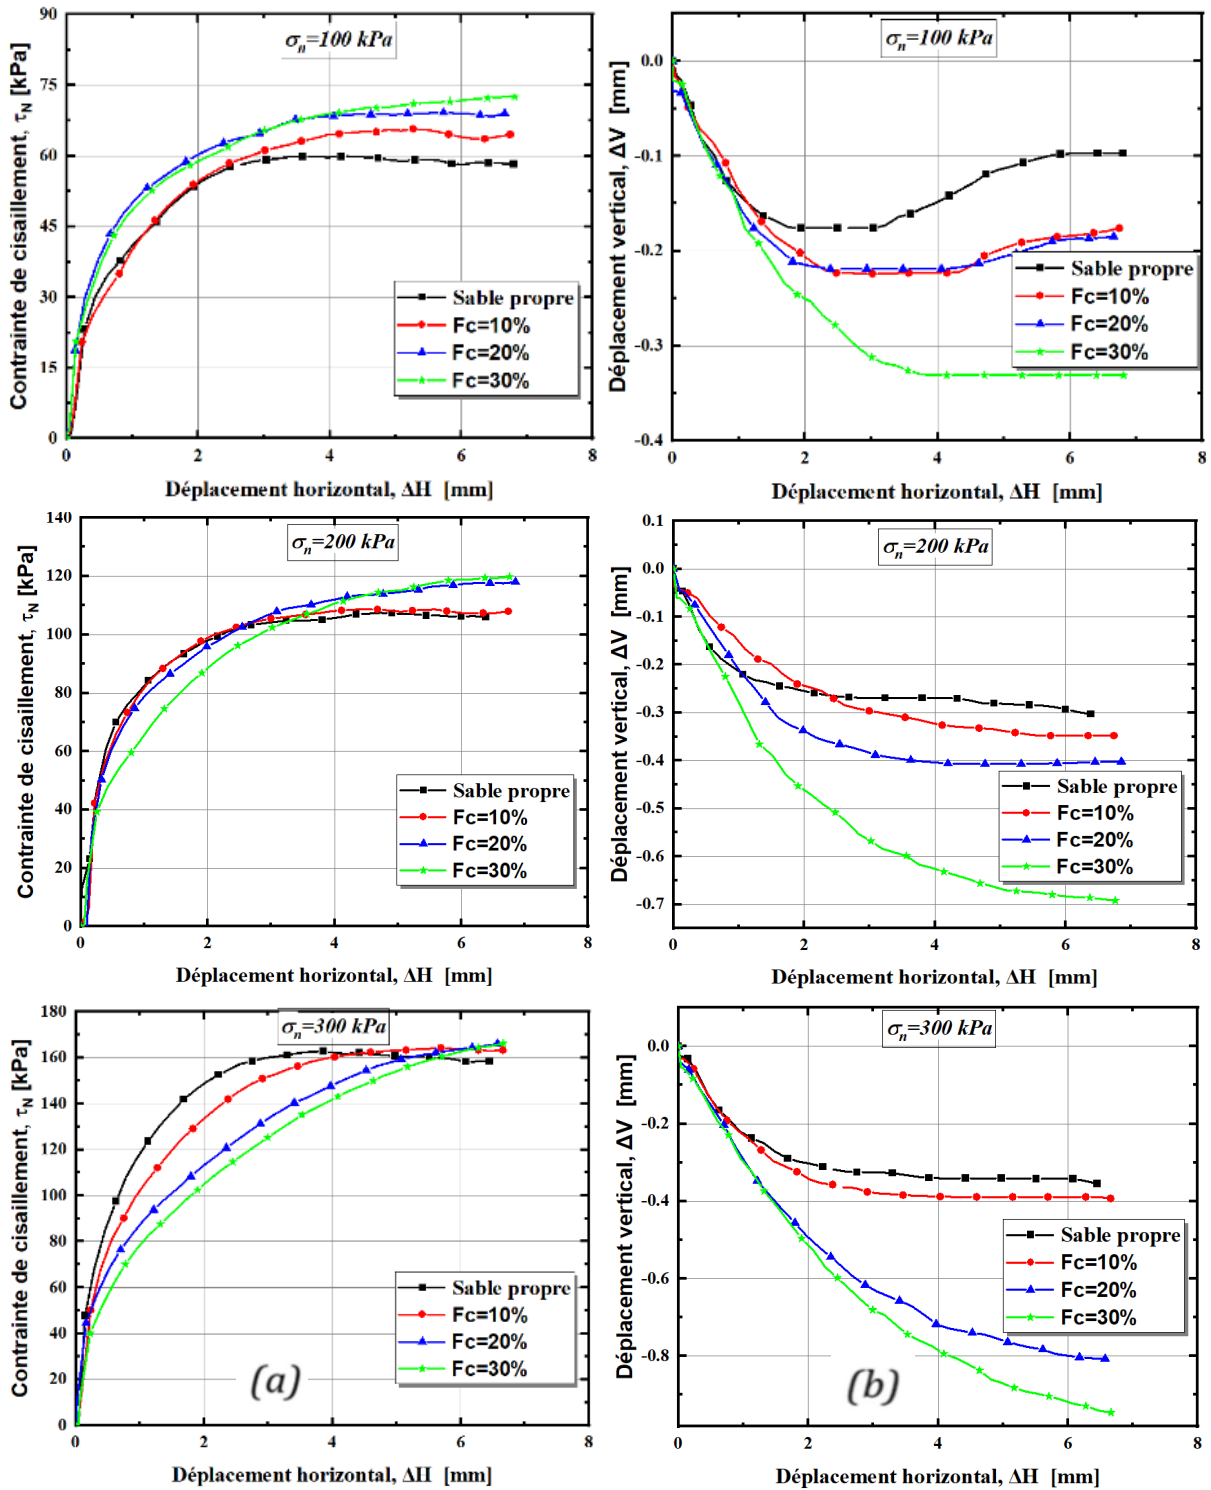 σn=100 kPa
Contrainte de cisaillement, τN [kPa]
90
75
60
45
30
15
0
Sable propre
Fc=10%
Fc=20%
Fc=30%
0 2 4 6 8
Déplacement horizontal, ΔH [mm]
σn=100 kPa
Déplacement vertical, ΔV [mm]
0.0
-0.1
-0.2
-0.3
-0.4
Sable propre
Fc=10%
Fc=20%
Fc=30%
0 2 4 6 8
Déplacement horizontal, ΔH [mm]
σn=200 kPa
Contrainte de cisaillement, τN [kPa]
140
120
100
80
60
40
20
0
Sable propre
Fc=10%
Fc=20%
Fc=30%
0 2 4 6 8
Déplacement horizontal, ΔH [mm]
σn=200 kPa
Déplacement vertical, ΔV [mm]
0.1
0.0
-0.1
-0.2
-0.3
-0.4
-0.5
-0.6
-0.7
Sable propre
Fc=10%
Fc=20%
Fc=30%
0 2 4 6 8
Déplacement horizontal, ΔH [mm]
σn=300 kPa
Contrainte de cisaillement, τN [kPa]
180
160
140
120
100
80
60
40
20
0
Sable propre
Fc=10%
Fc=20%
Fc=30%
(a)
0 2 4 6 8
Déplacement horizontal, ΔH [mm]
σn=300 kPa
Déplacement vertical, ΔV [mm]
0.0
-0.2
-0.4
-0.6
-0.8
Sable propre
Fc=10%
Fc=20%
Fc=30%
(b)
0 2 4 6 8
Déplacement horizontal, ΔH [mm]